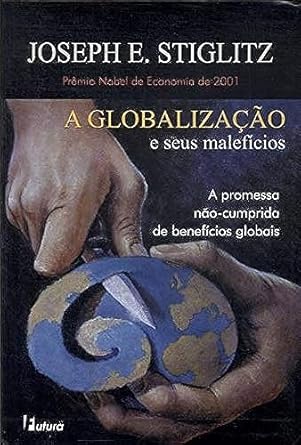 JOSEPH E. STIGLITZ
Prêmio Nobel de Economia de 2001
A GLOBALIZAÇÃO
e seus malefícios
A promessa
não-cumprida
de benefícios globais
Futura